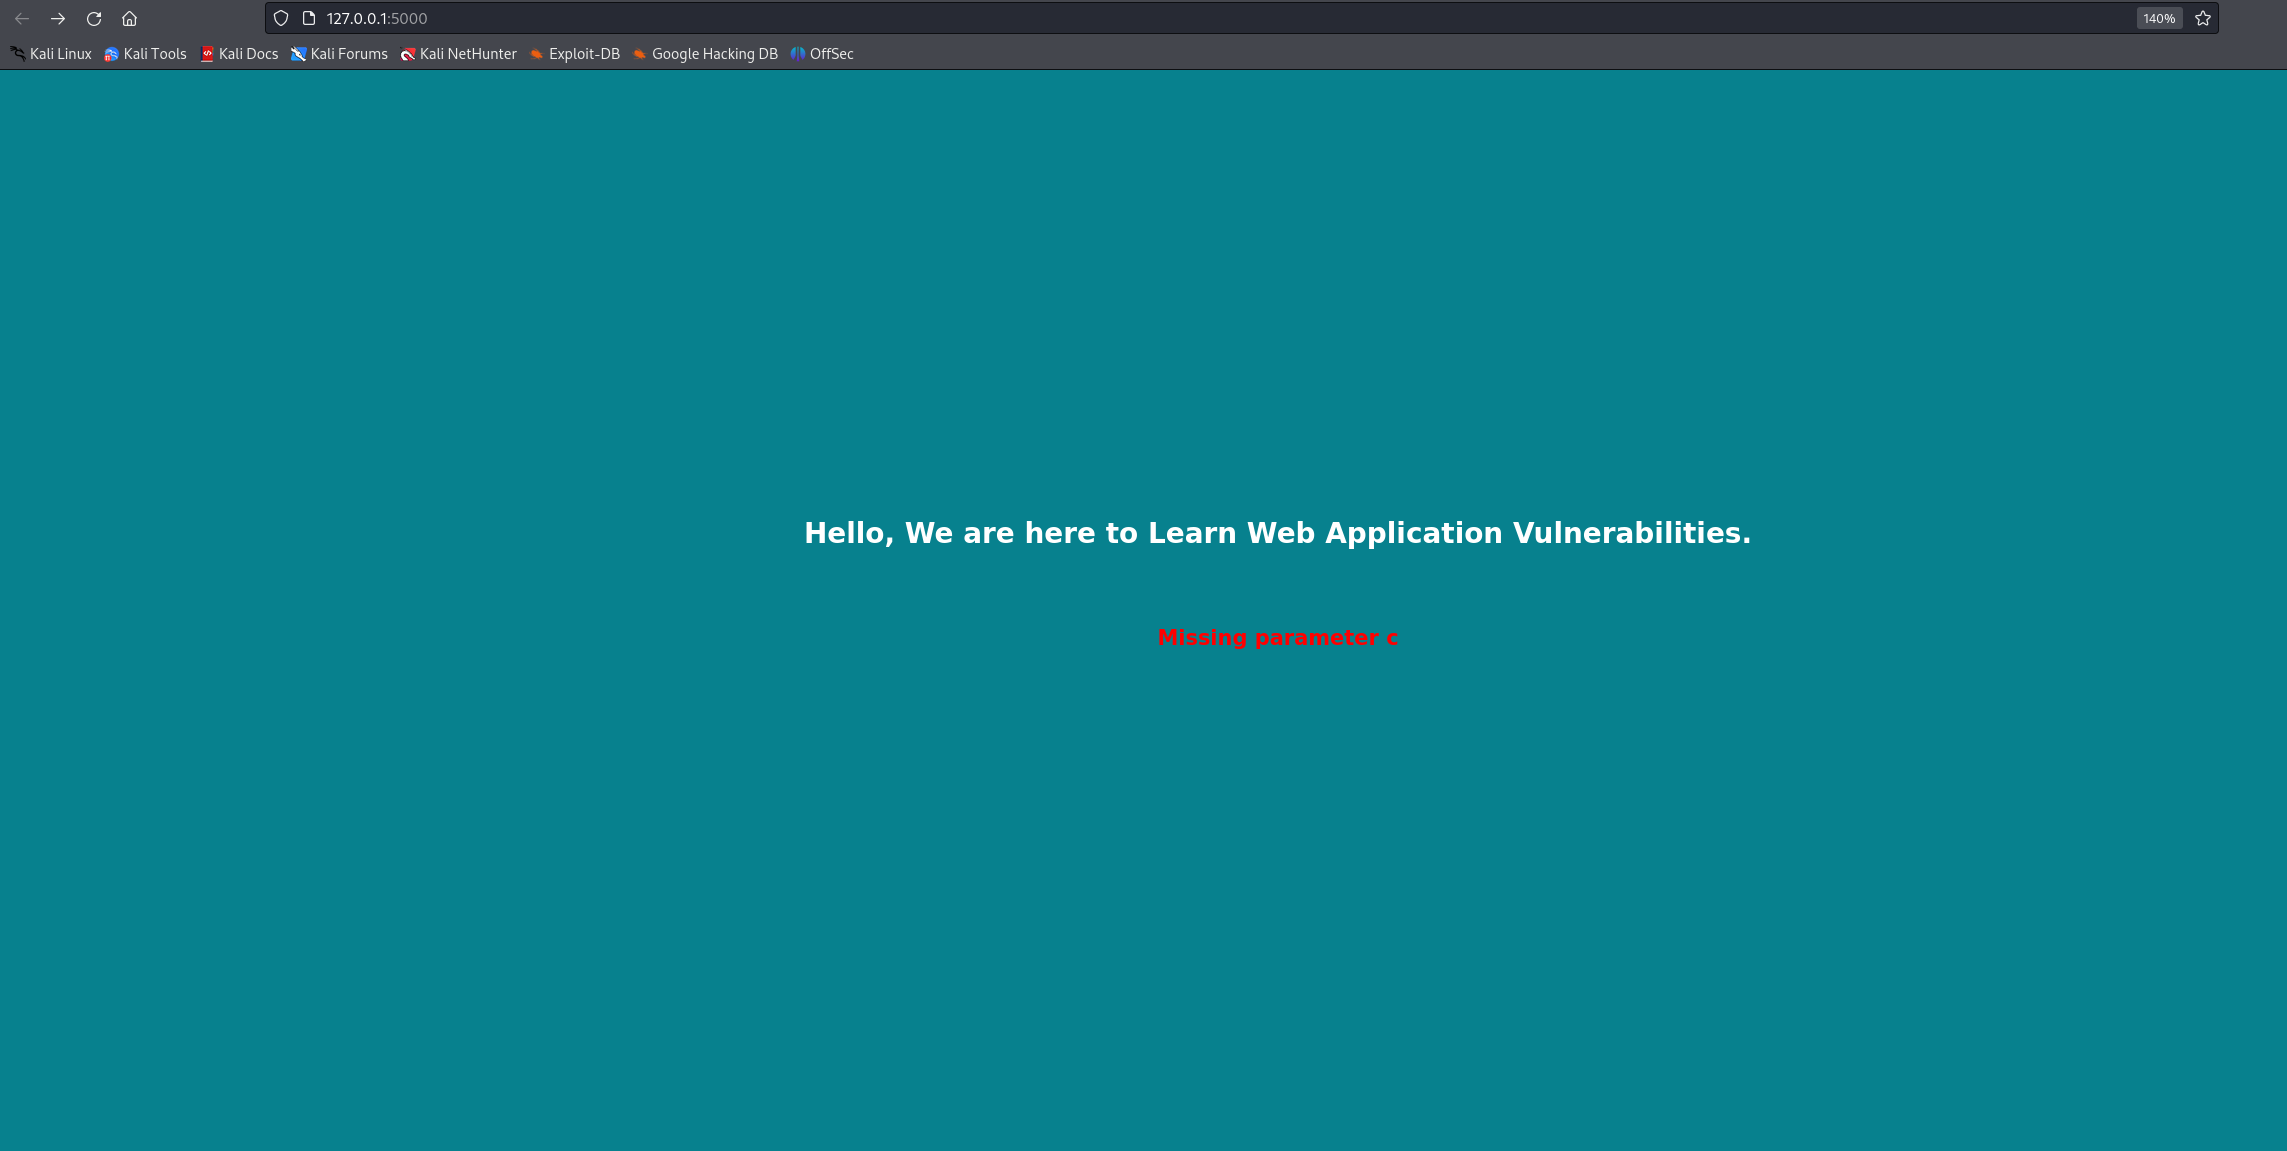 127.0.0.1:5000
140%
Kali Linux Kali Tools Kali Docs Kali Forums Kali NetHunter Exploit-DB Google Hacking DB OffSec
Hello, We are here to Learn Web Application Vulnerabilities.
Missing parameter c